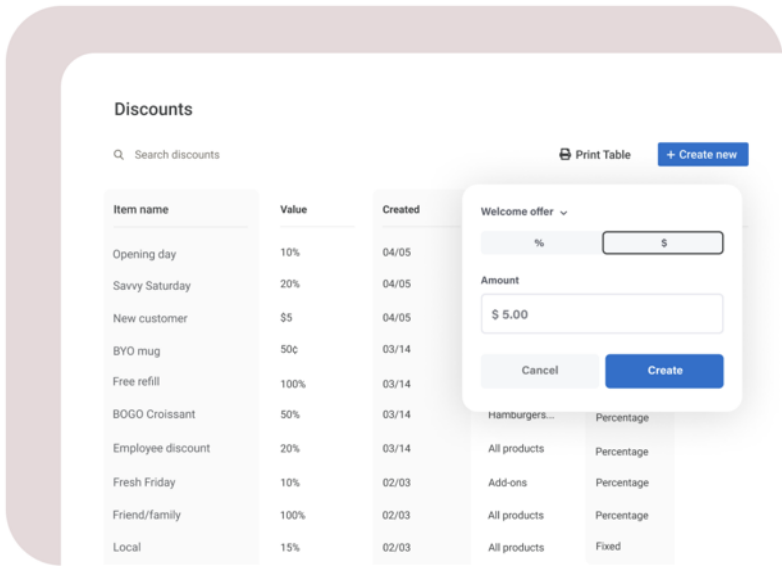 Discounts
Search discounts
Print Table
+ Create new
Item name Value Created
Welcome offer
% $
Amount
$ 5.00
Cancel Create
Opening day 10% 04/05
Savvy Saturday 20% 04/05
New customer $5 04/05
BYO mug 50¢ 03/14
Free refill 100% 03/14
BOGO Croissant 50% 03/14 Hamburgers... Percentage
Employee discount 20% 03/14 All products Percentage
Fresh Friday 10% 02/03 Add-ons Percentage
Friend/family 100% 02/03 All products Percentage
Local 15% 02/03 All products Fixed